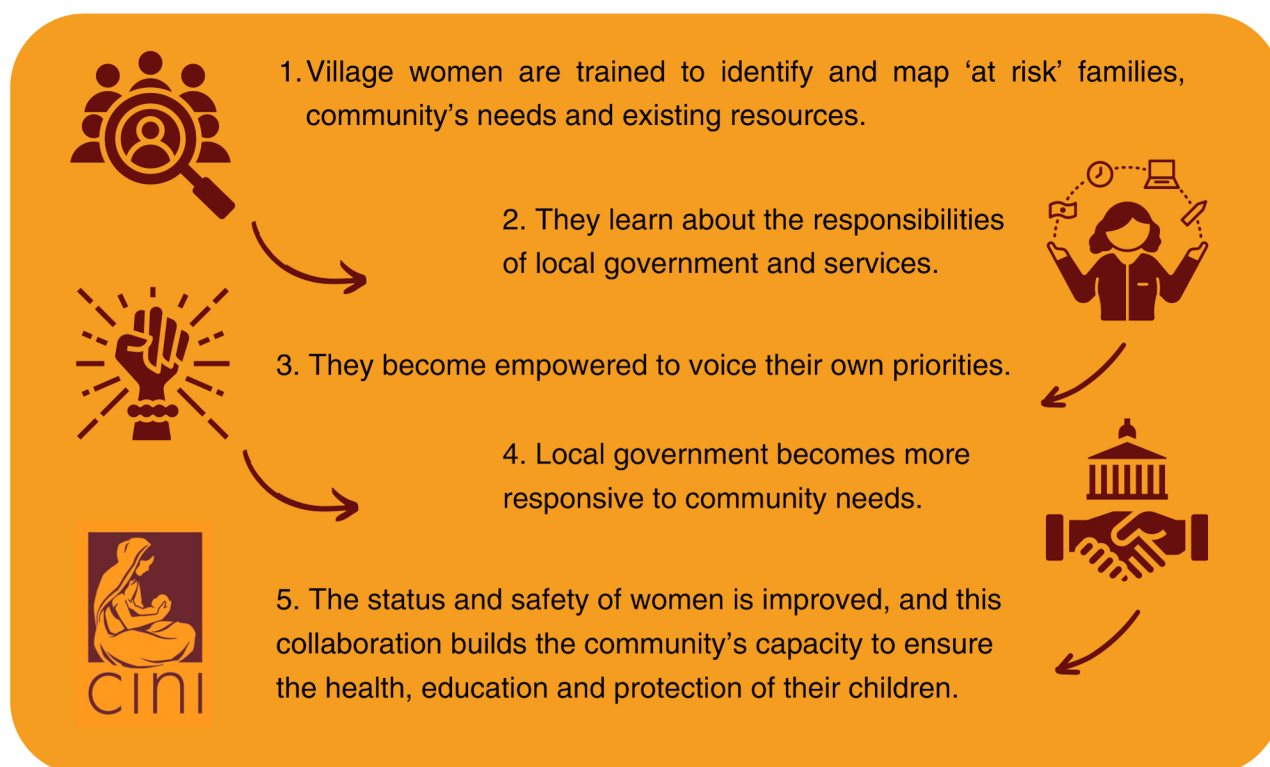 1. Village women are trained to identify and map ‘at risk’ families,
community’s needs and existing resources.
2. They learn about the responsibilities
of local government and services.
3. They become empowered to voice their own priorities.
4. Local government becomes more
responsive to community needs.
5. The status and safety of women is improved, and this
collaboration builds the community’s capacity to ensure
the health, education and protection of their children.
cini